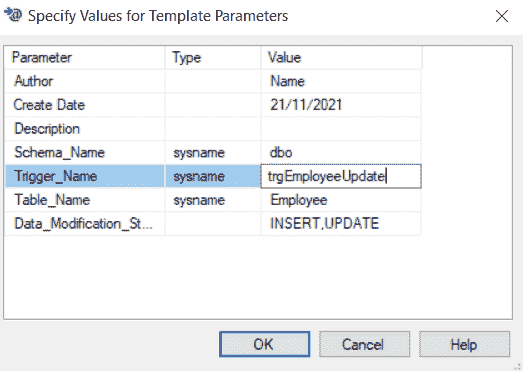 Specify Values for Template Parameters
Parameter Type Value
Author Name
Create Date 21/11/2021
Description
Schema_Name sysname dbo
Trigger_Name sysname trgEmployeeUpdate
Table_Name sysname Employee
Data_Modification_St... INSERT,UPDATE
OK Cancel Help